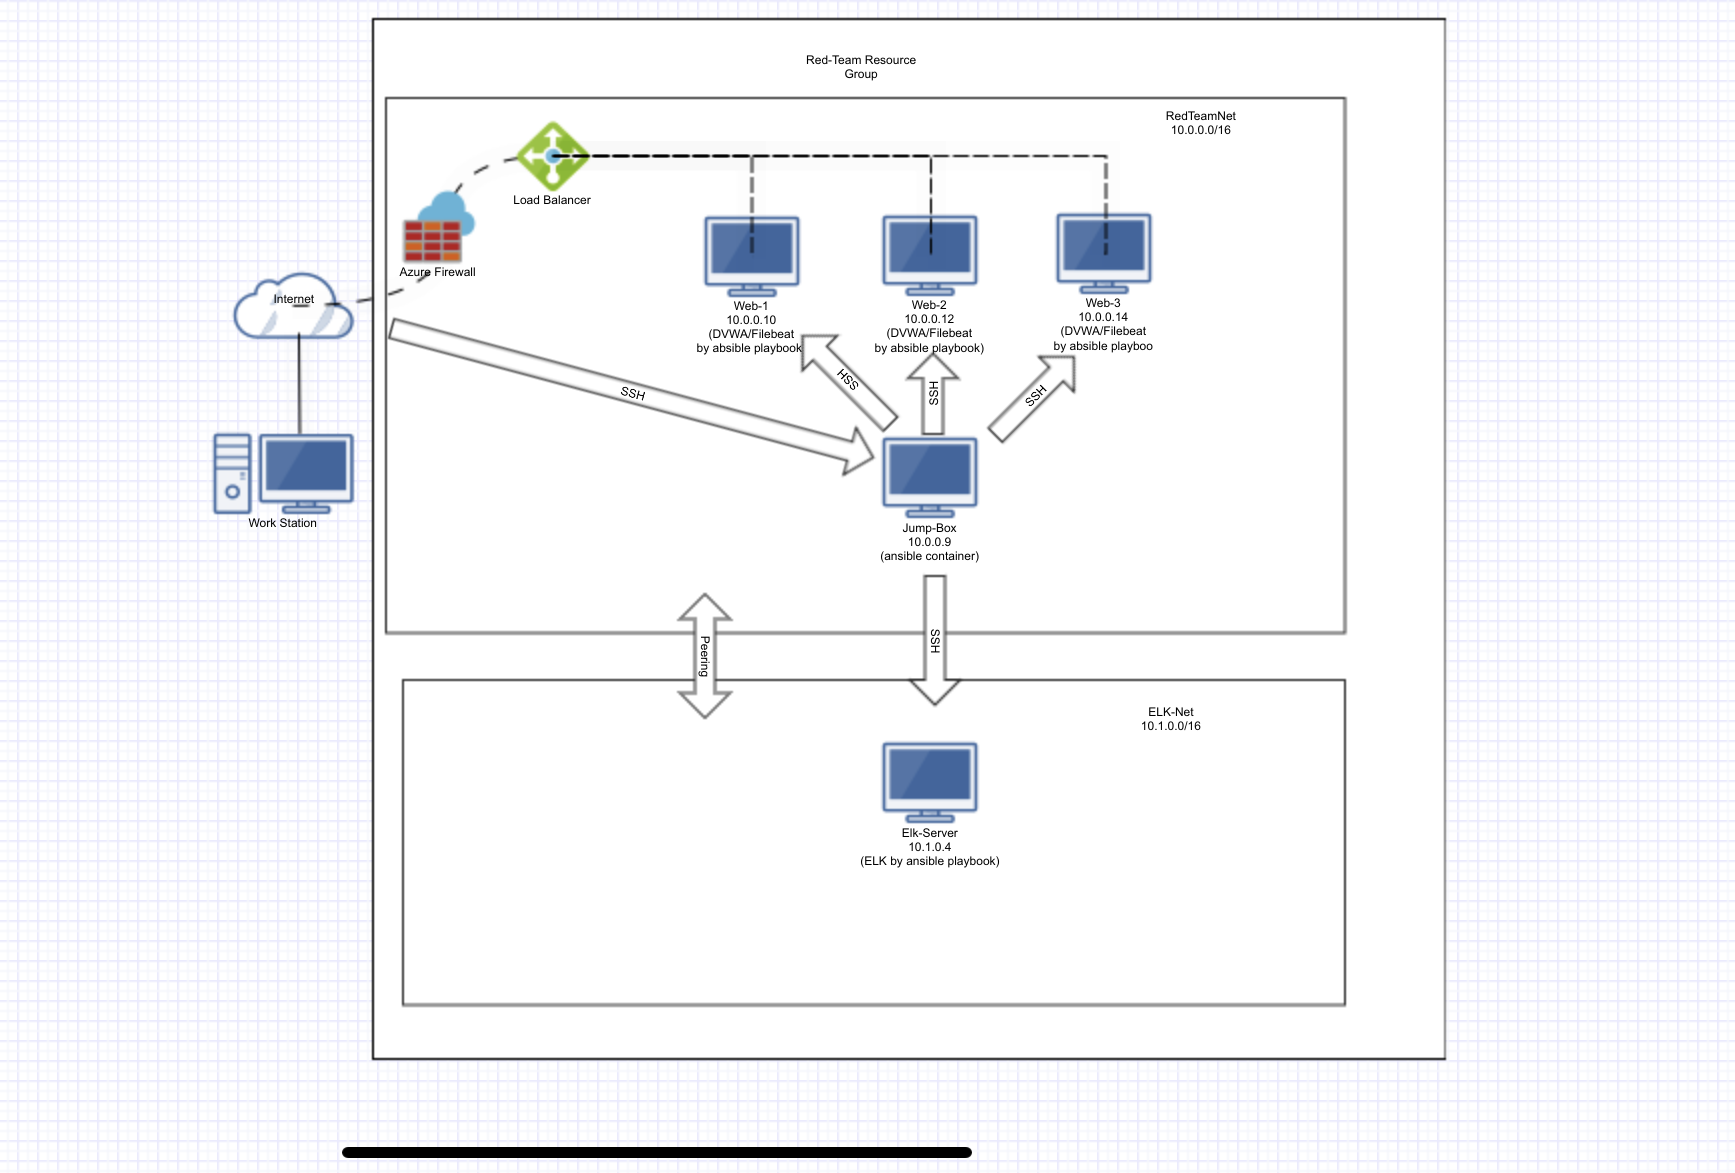 Red-Team Resource
Group
RedTeamNet
10.0.0.0/16
Load Balancer
Azure Firewall
Internet
Work Station
Web-1
10.0.0.10
(DVWA/Filebeat
by absible playbook
Web-2
10.0.0.12
(DVWA/Filebeat
by absible playbook)
Web-3
10.0.0.14
(DVWA/Filebeat
by absible playboo
SSH
HSS
SSH
SSH
Jump-Box
10.0.0.9
(ansible container)
Peering
SSH
ELK-Net
10.1.0.0/16
Elk-Server
10.1.0.4
(ELK by ansible playbook)